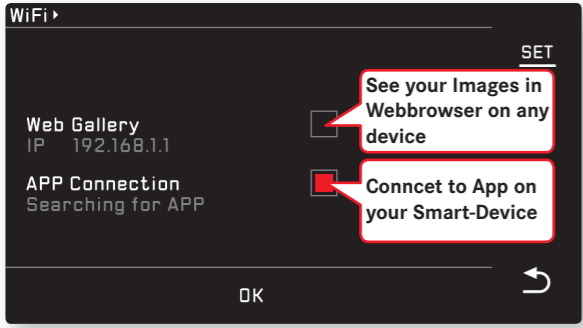 WiFi▸
SET
See your Images in
Webbrowser on any
device
Web Gallery
IP 192.168.1.1
APP Connection
Searching for APP
Conncet to App on
your Smart-Device
OK